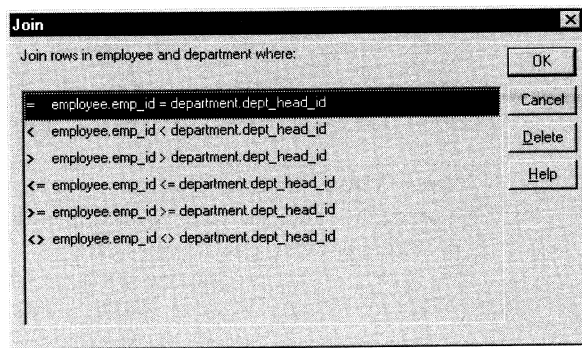 Join
Join rows in employee and department where:
= employee.emp_id = department.dept_head_id
< employee.emp_id < department.dept_head_id
> employee.emp_id > department.dept_head_id
<= employee.emp_id <= department.dept_head_id
>= employee.emp_id >= department.dept_head_id
<> employee.emp_id <> department.dept_head_id
OK
Cancel
Delete
Help